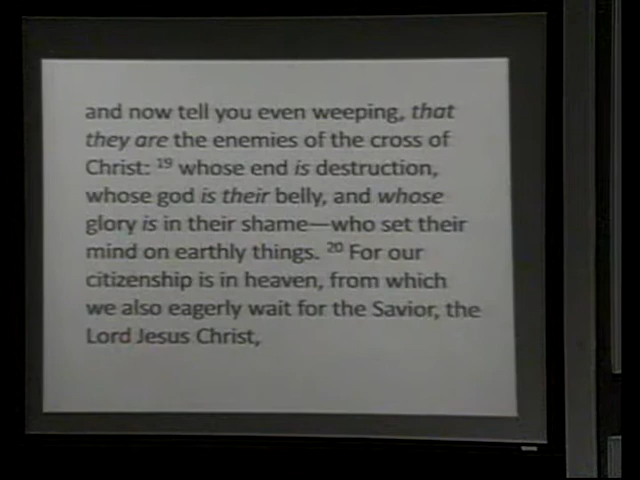 and now tell you even weeping, that
they are the enemies of the cross of
Christ: 19 whose end is destruction,
whose god is their belly, and whose
glory is in their shame—who set their
mind on earthly things. 20 For our
citizenship is in heaven, from which
we also eagerly wait for the Savior, the
Lord Jesus Christ,